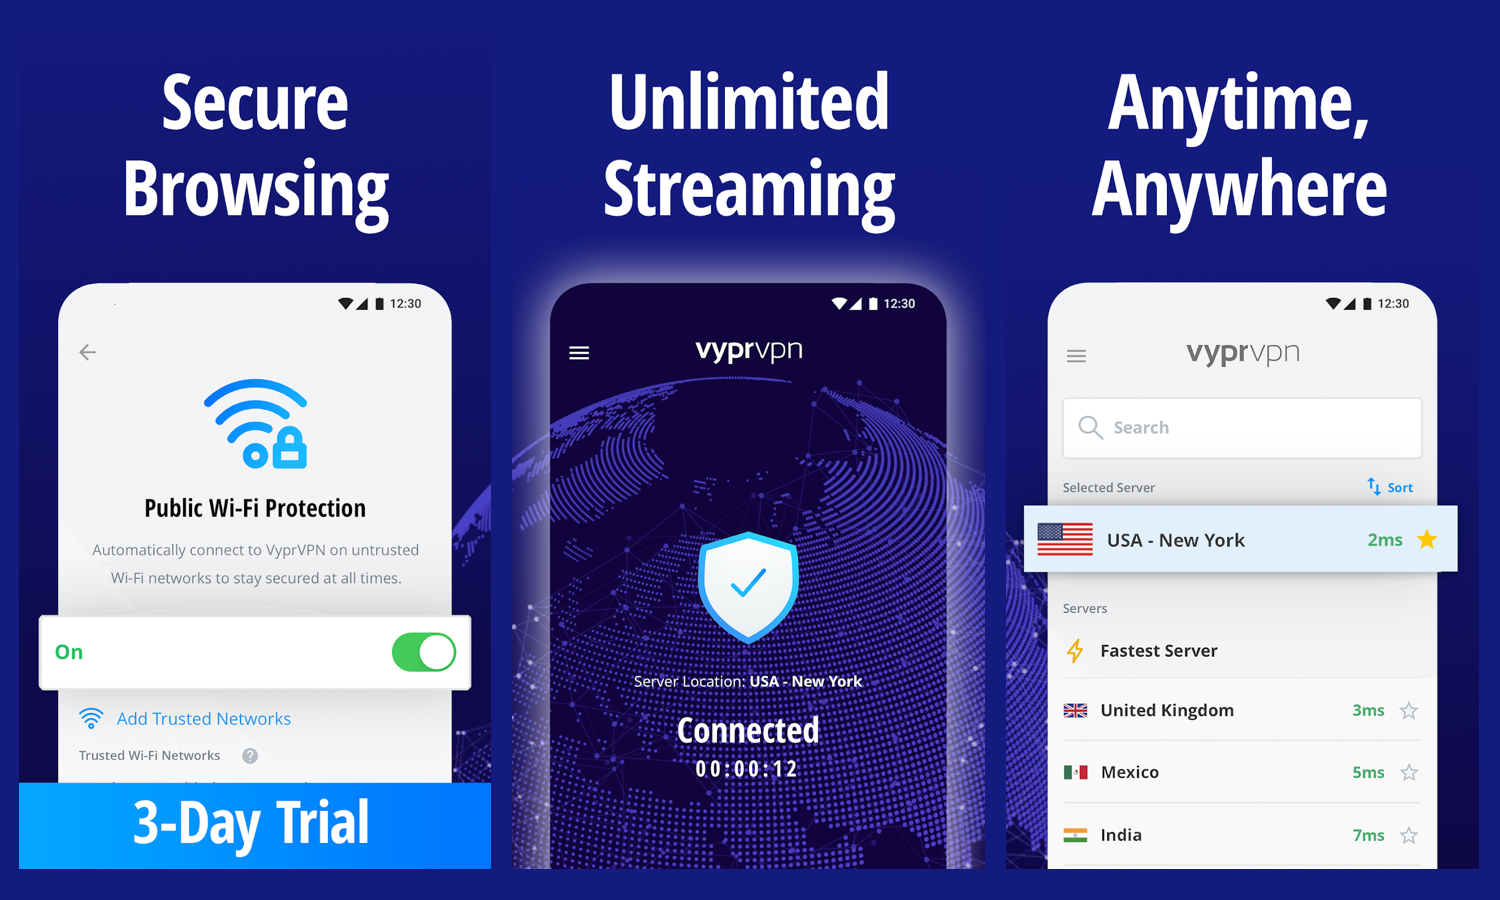 Secure
Browsing
12:30
Public Wi-Fi Protection
Automatically connect to VyprVPN on untrusted
Wi-Fi networks to stay secured at all times.
On
Add Trusted Networks
Trusted Wi-Fi Networks ?
3-Day Trial
Unlimited
Streaming
12:30
vyprvpn
Server Location: USA - New York
Connected
00:00:12
Anytime,
Anywhere
12:30
vyprvpn
Search
Selected Server Sort
USA - New York 2ms
Servers
Fastest Server
United Kingdom 3ms
Mexico 5ms
India 7ms